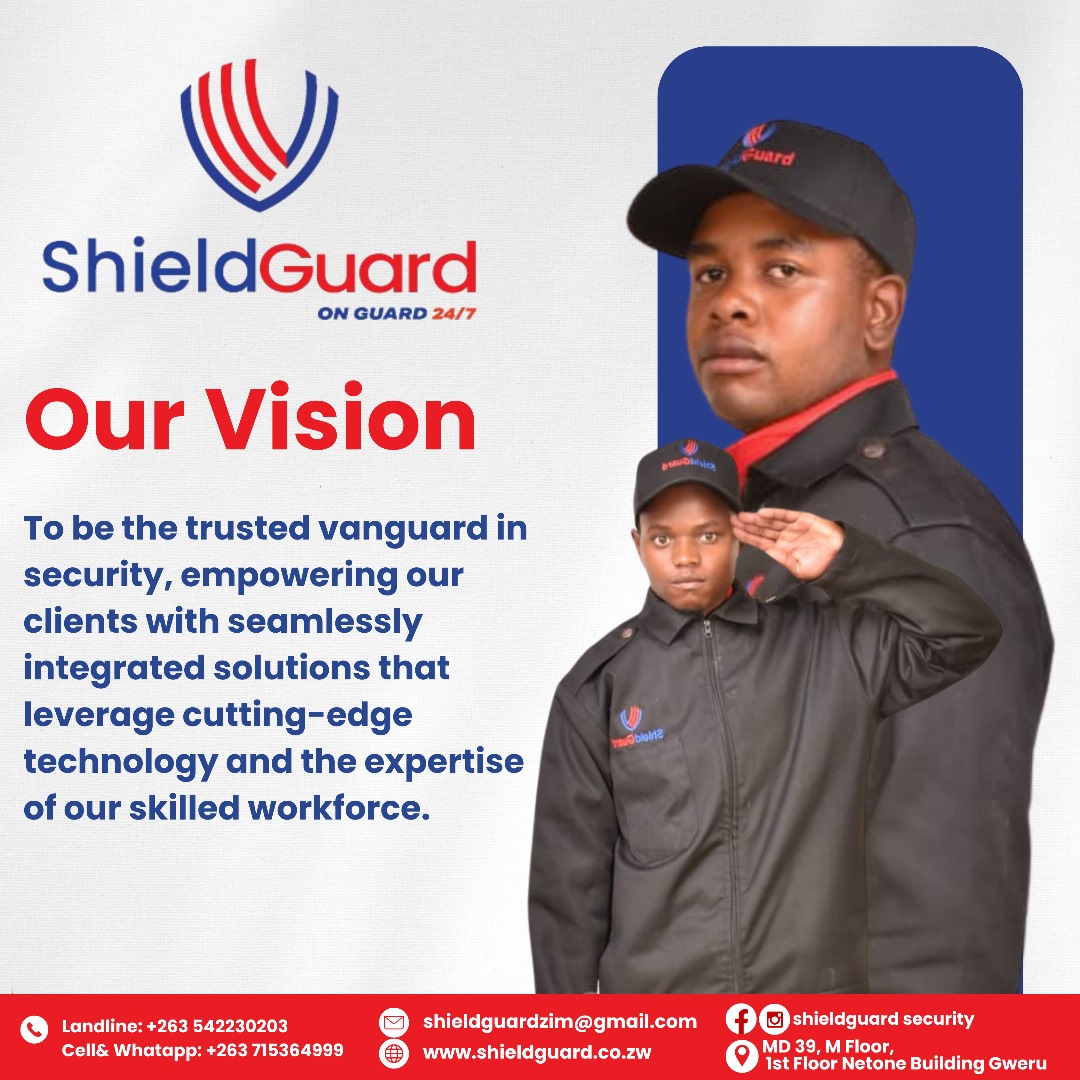 ShieldGuard
ON GUARD 24/7
Our Vision
To be the trusted vanguard in
security, empowering our
clients with seamlessly
integrated solutions that
leverage cutting-edge
technology and the expertise
of our skilled workforce.
ShieldGuard
ShieldGuard
ShieldGuard
Landline: +263 542230203
Cell& Whatapp: +263 715364999
shieldguardzim@gmail.com
www.shieldguard.co.zw
shieldguard security
MD 39, M Floor,
1st Floor Netone Building Gweru